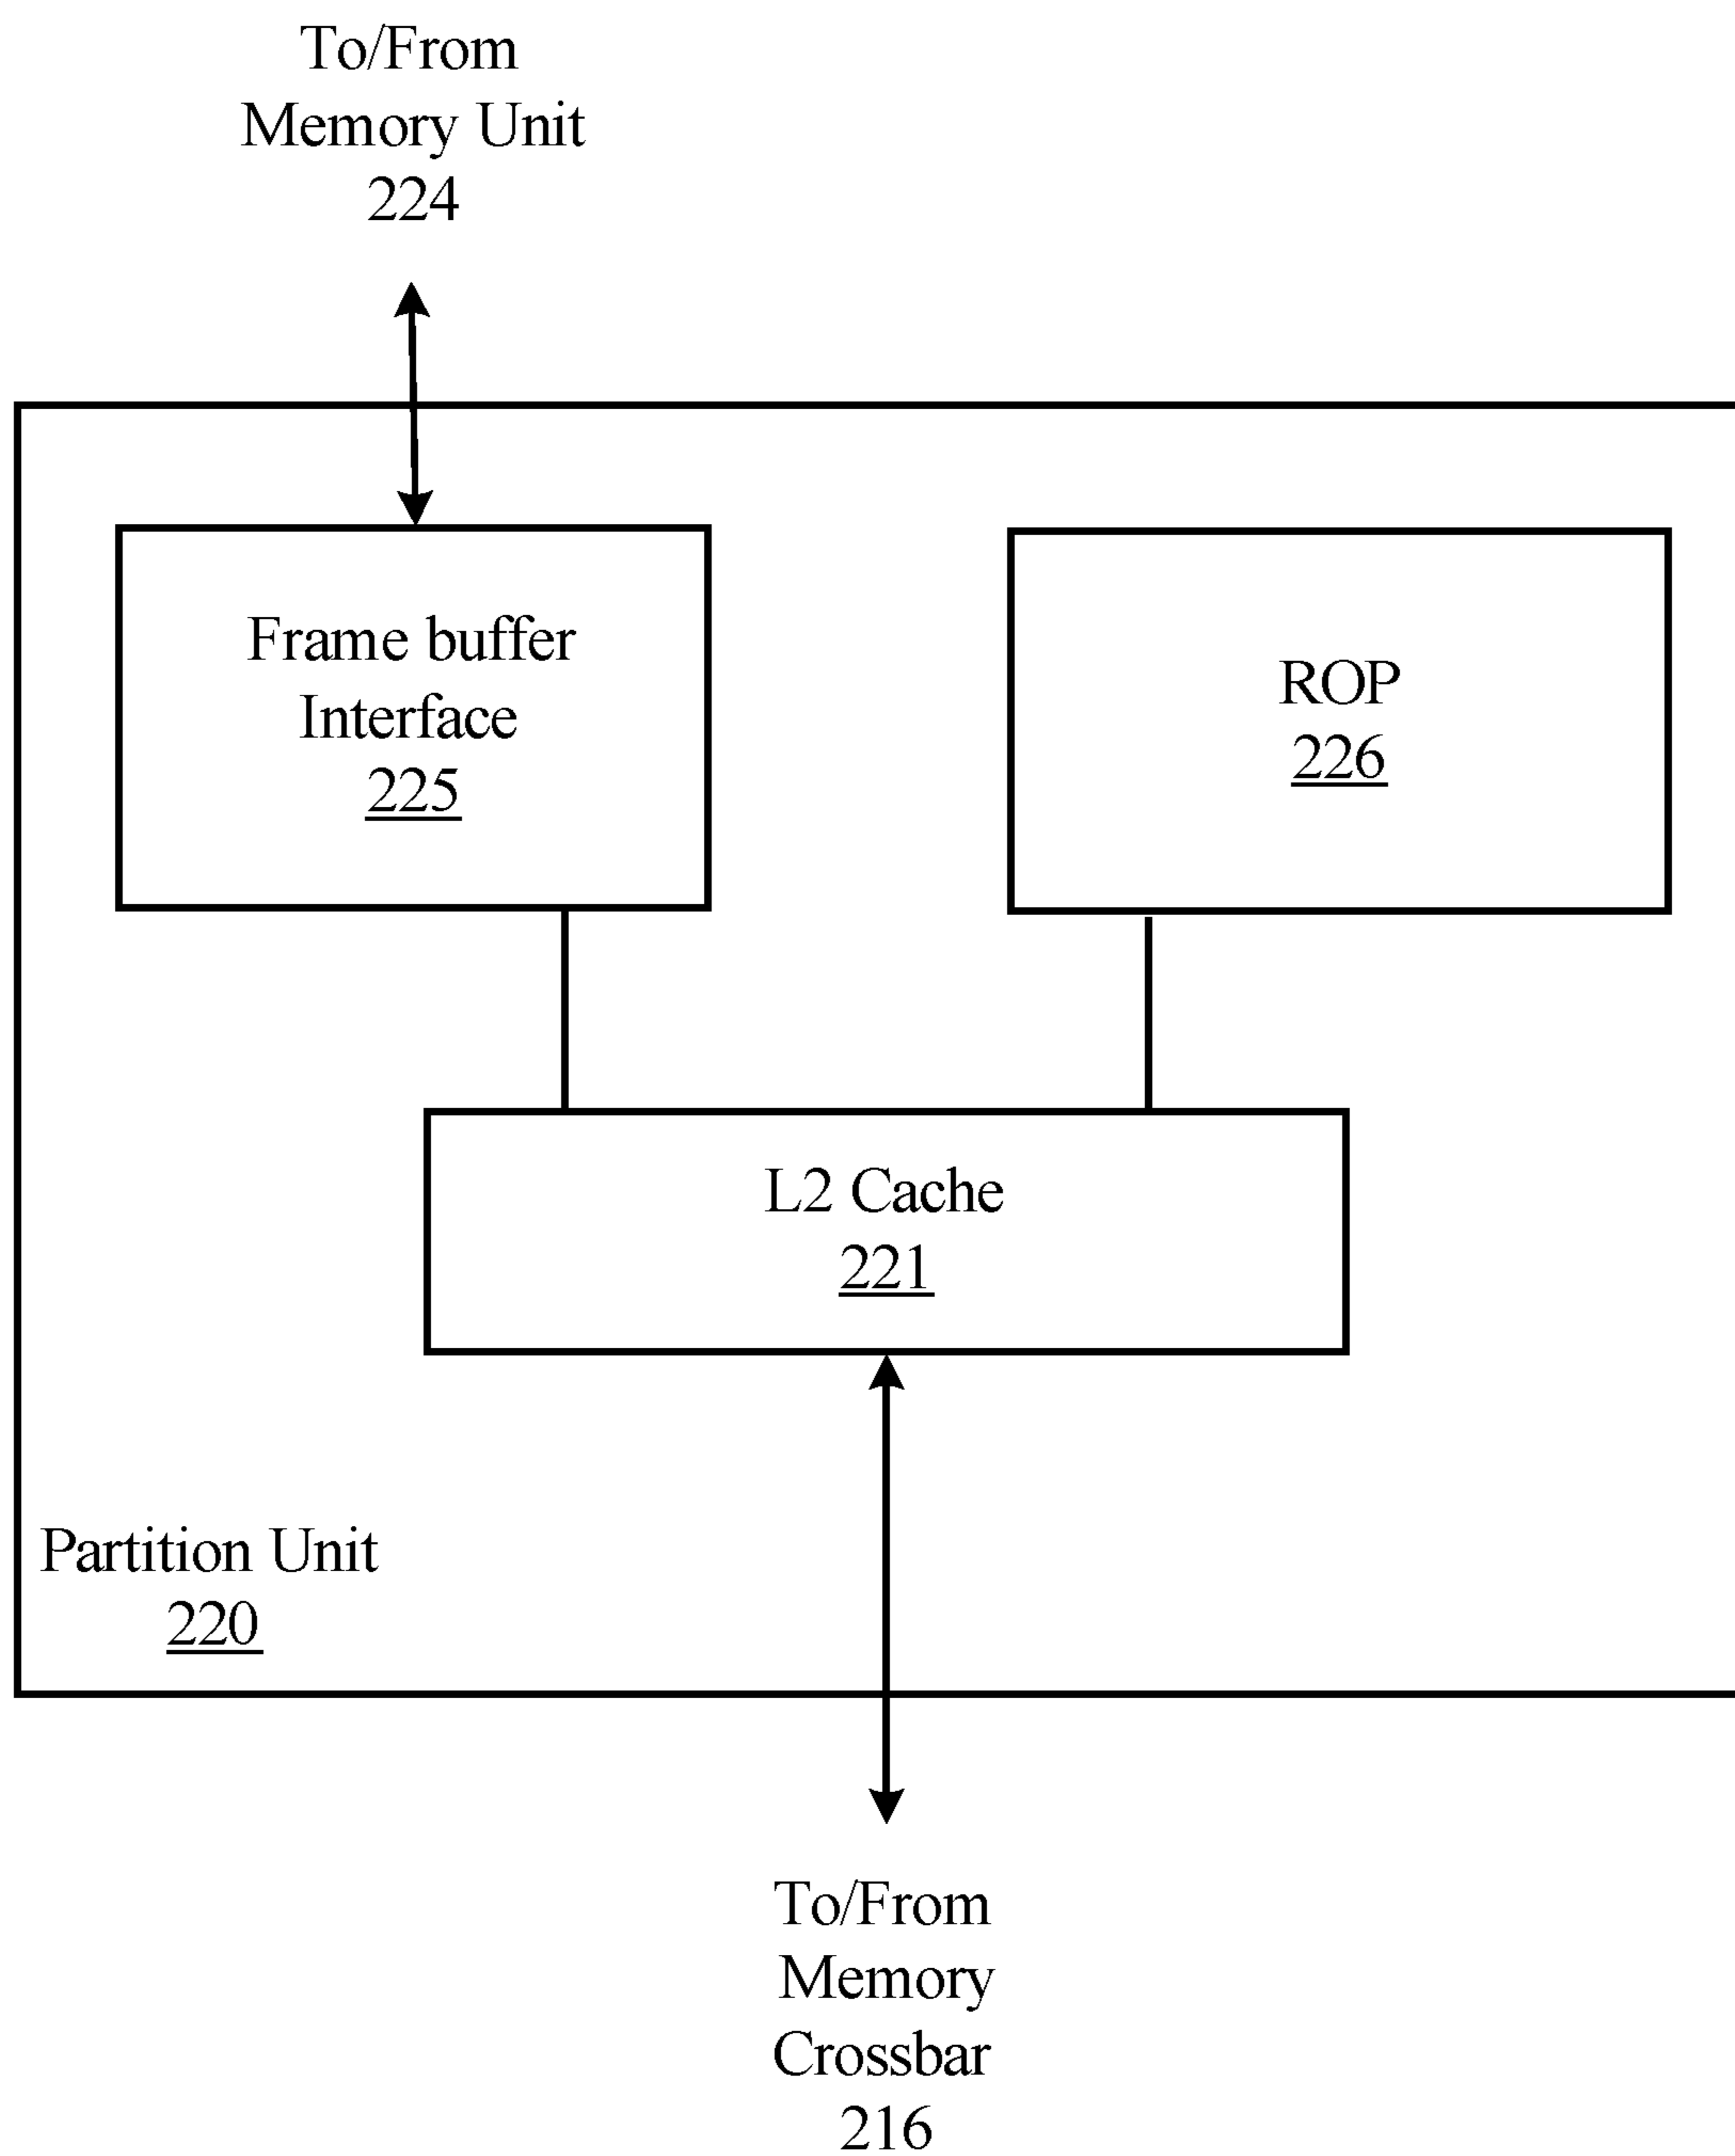 To/From
Memory Unit
224
Frame buffer
Interface
225
ROP
226
L2 Cache
221
Partition Unit
220
To/From
Memory
Crossbar
216